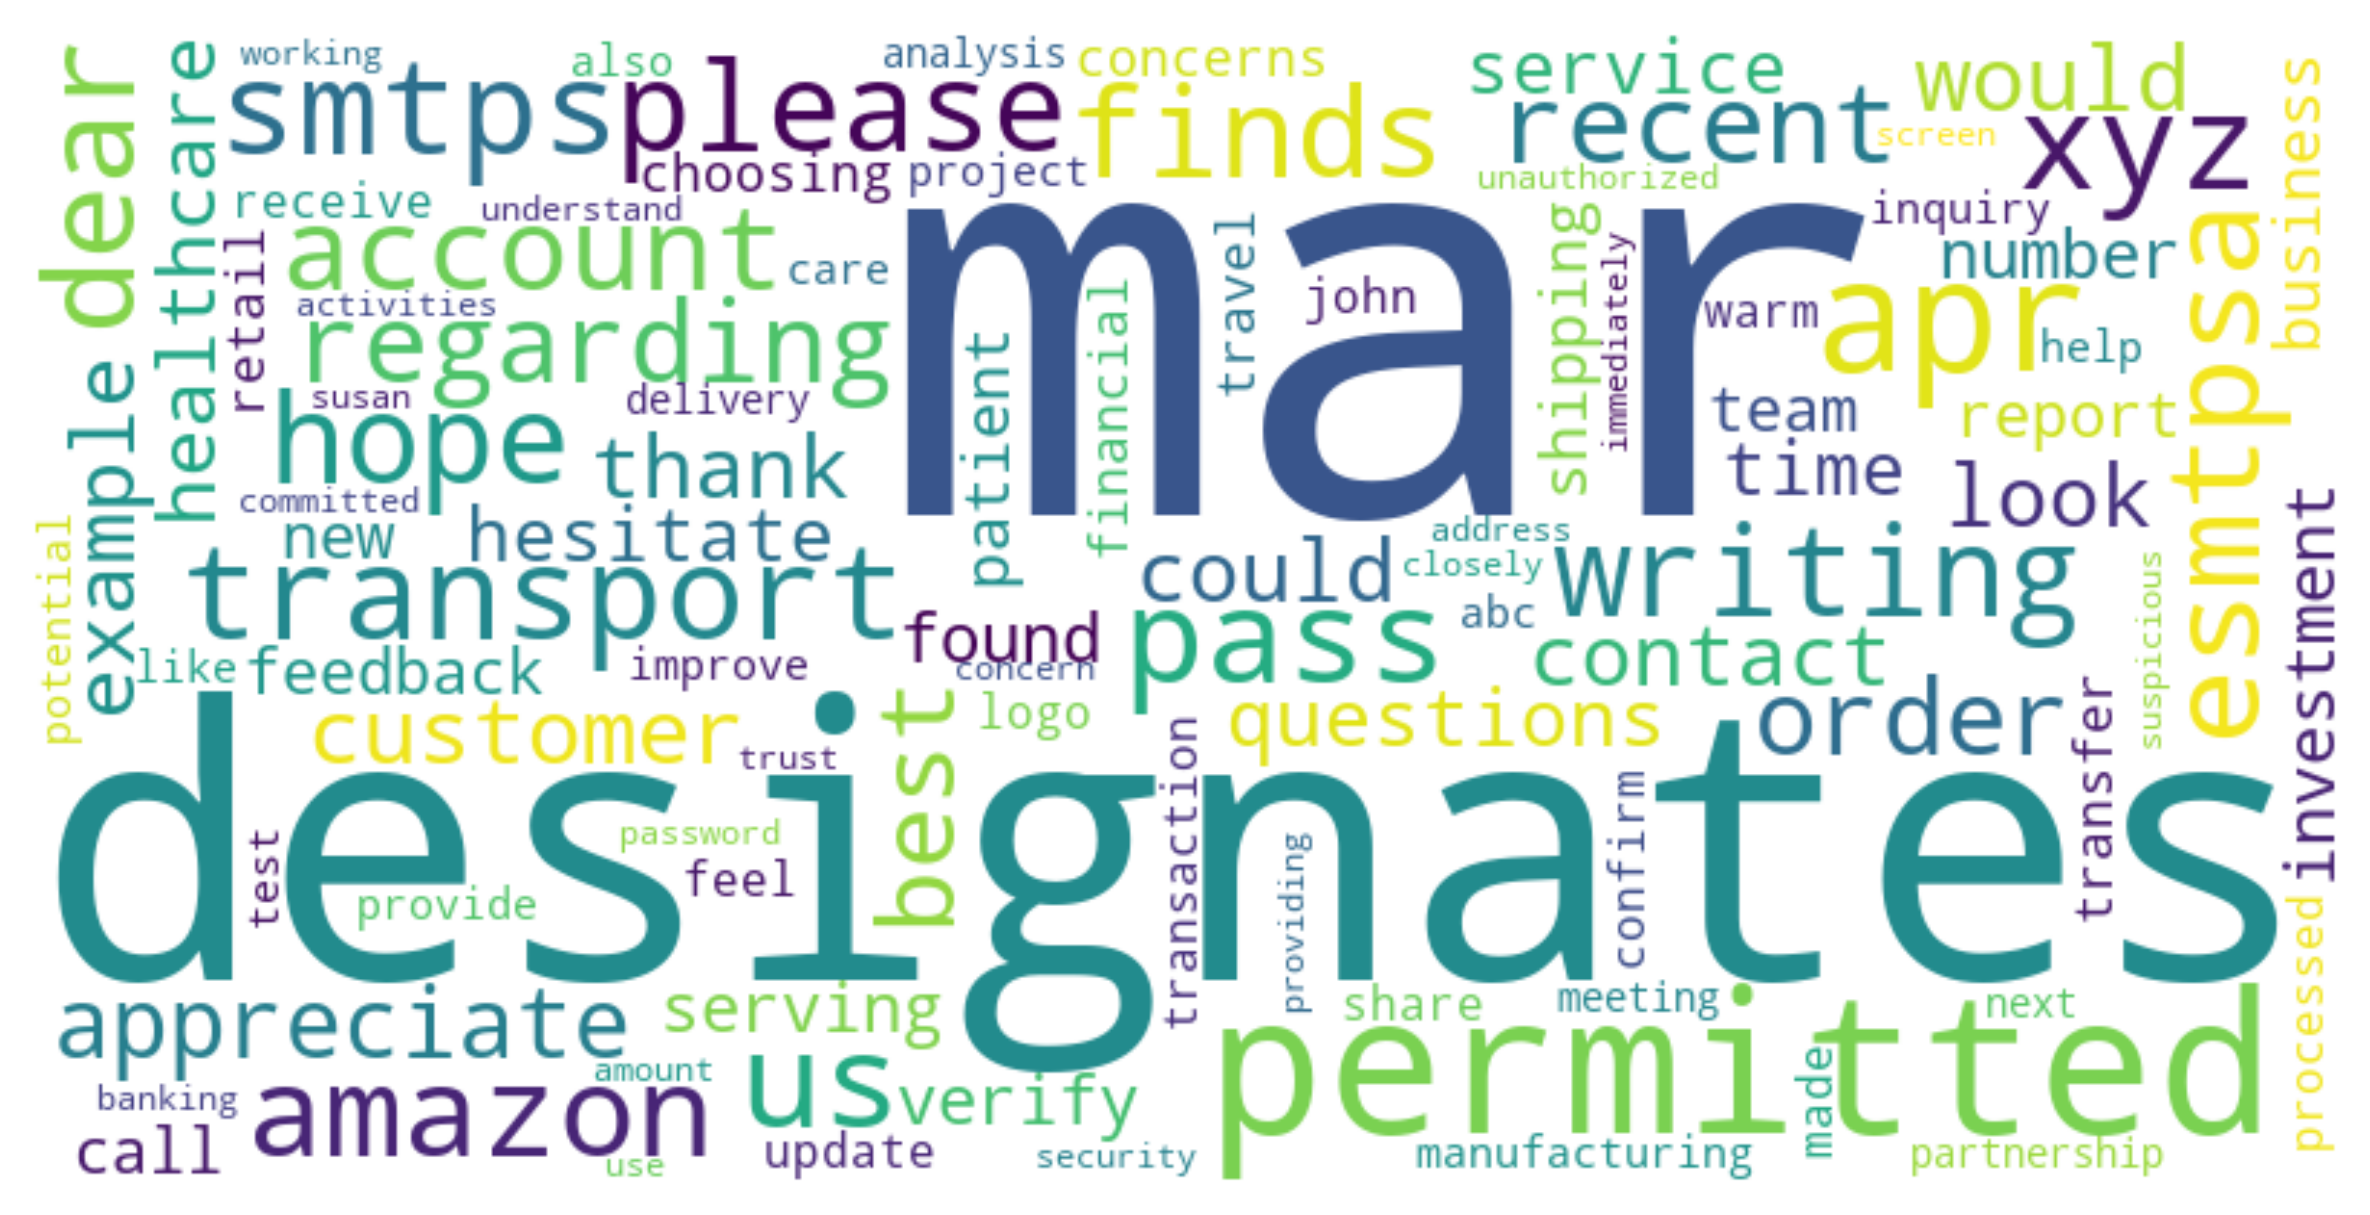 working
also
analysis
concerns
service
would
dear
healthcare
smtps
please
finds
recent
screen
xyz
business
choosing
project
unauthorized
receive
understand
inquiry
account
mar
travel
shipping
number
esmtpsa
retail
care
john
immediately
warm
apr
activities
regarding
financial
help
patient
susan
delivery
team
report
example
hope
thank
time
look
committed
new
hesitate
address
transport
could
closely
writing
investment
potential
abc
suspicious
found
pass
contact
like
feedback
improve
concern
customer
best
logo
questions
order
transfer
trust
transaction
designates
test
password
feel
confirm
providing
provide
processed
appreciate
serving
share
meeting
next
permitted
amount
us
verify
made
banking
amazon
call
use
update
security
manufacturing
partnership